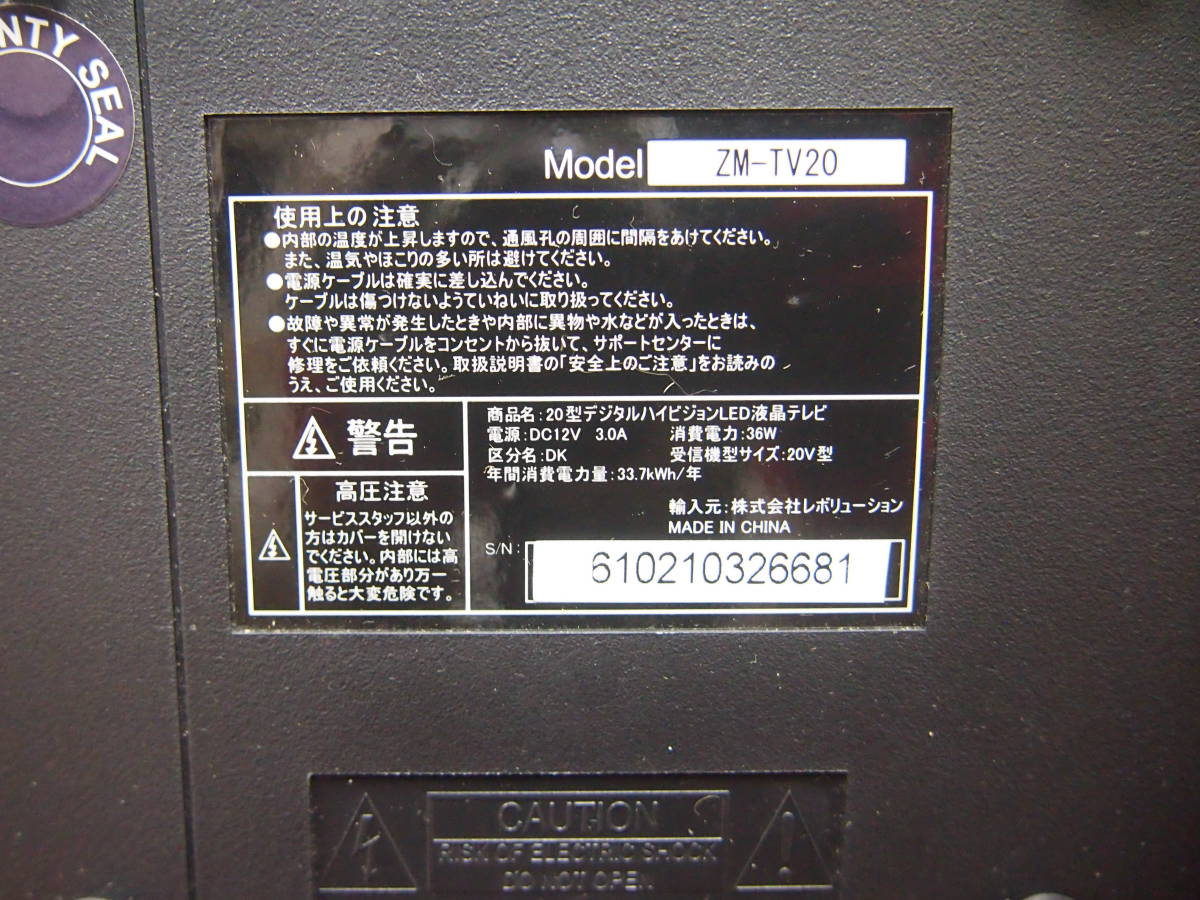 NTY SEAL
Model ZM-TV20
使用上の注意
●内部の温度が上昇しますので、通風孔の周囲に間隔をあけてください。
また、温気やほこりの多い所は避けてください。
●電源ケーブルは確実に差し込んでください。
ケーブルは傷つけないようていねいに取り扱ってください。
●故障や異常が発生したときや内部に異物や水などが入ったときは、
すぐに電源ケーブルをコンセントから抜いて、サポートセンターに
修理をご依頼ください。取扱説明書の「安全上のご注意」をお読みの
うえ、ご使用ください。
警告
高圧注意
サービススタッフ以外の
方はカバーを開けない
でください。内部には高
電圧部分があり万一
触ると大変危険です。
商品名:20型デジタルハイビジョンLED液晶テレビ
電源:DC12V 3.0A 消費電力:36W
区分名:DK 受信機型サイズ:20V型
年間消費電力量:33.7kWh/年
輸入元:株式会社レボリューション
MADE IN CHINA
S/N: 610210326681
CAUTION
RISK OF ELECTRIC SHOCK
DO NOT OPEN